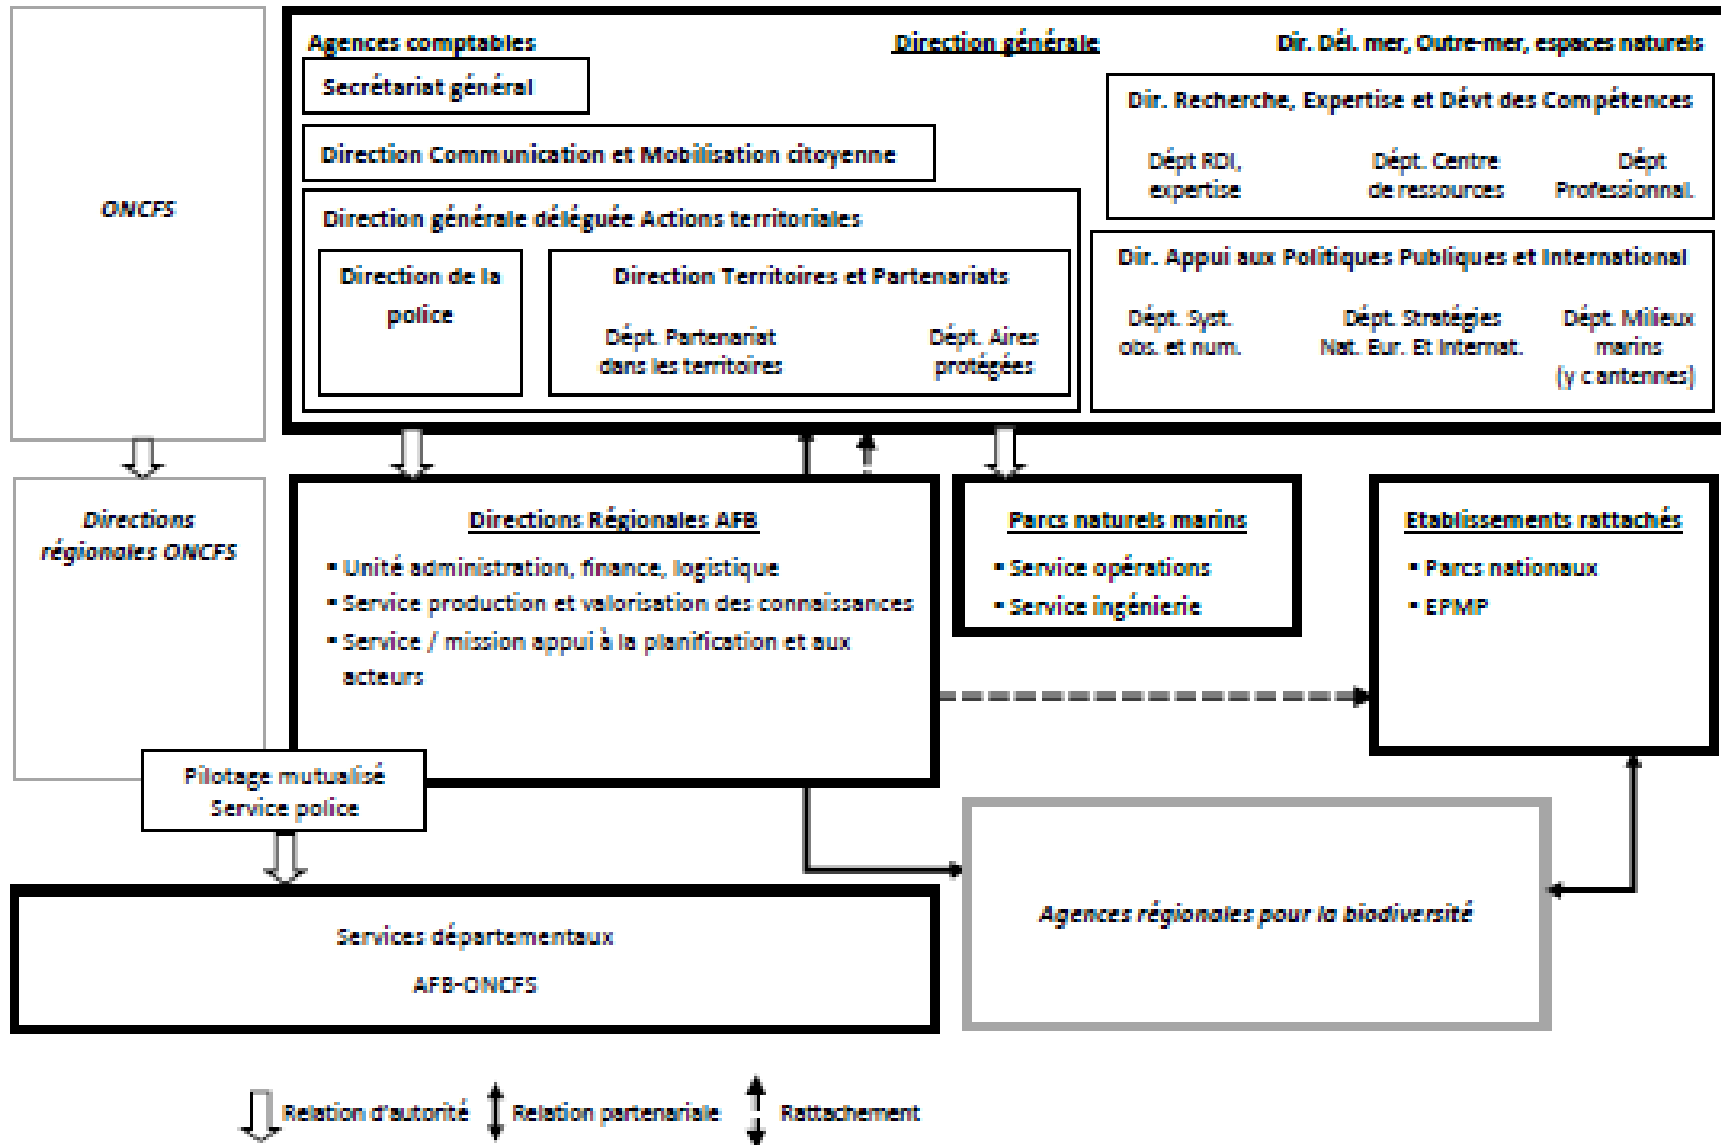 ONCFS
Agences comptables
Direction générale
Dir. Dél. mer, Outre-mer, espaces naturels
Secrétariat général
Direction Communication et Mobilisation citoyenne
Direction générale déléguée Actions territoriales
Direction de la
police
Direction Territoires et Partenariats
Dépt. Partenariat
dans les territoires
Dépt. Aires
protégées
Dir. Recherche, Expertise et Dévt des Compétences
Dépt RDI,
expertise
Dépt. Centre
de ressources
Dépt
Professionnal.
Dir. Appui aux Politiques Publiques et International
Dépt. Syst.
obs. et num.
Dépt. Stratégies
Nat. Eur. Et Internat.
Dépt. Milieux
marins
(y c antennes)
Directions
régionales ONCFS
Directions Régionales AFB
▪ Unité administration, finance, logistique
▪ Service production et valorisation des connaissances
▪ Service / mission appui à la planification et aux
acteurs
Parcs naturels marins
▪ Service opérations
▪ Service ingénierie
Etablissements rattachés
▪ Parcs nationaux
▪ EPMP
Pilotage mutualisé
Service police
Services départementaux
AFB-ONCFS
Agences régionales pour la biodiversité
Relation d'autorité
Relation partenariale
Rattachement